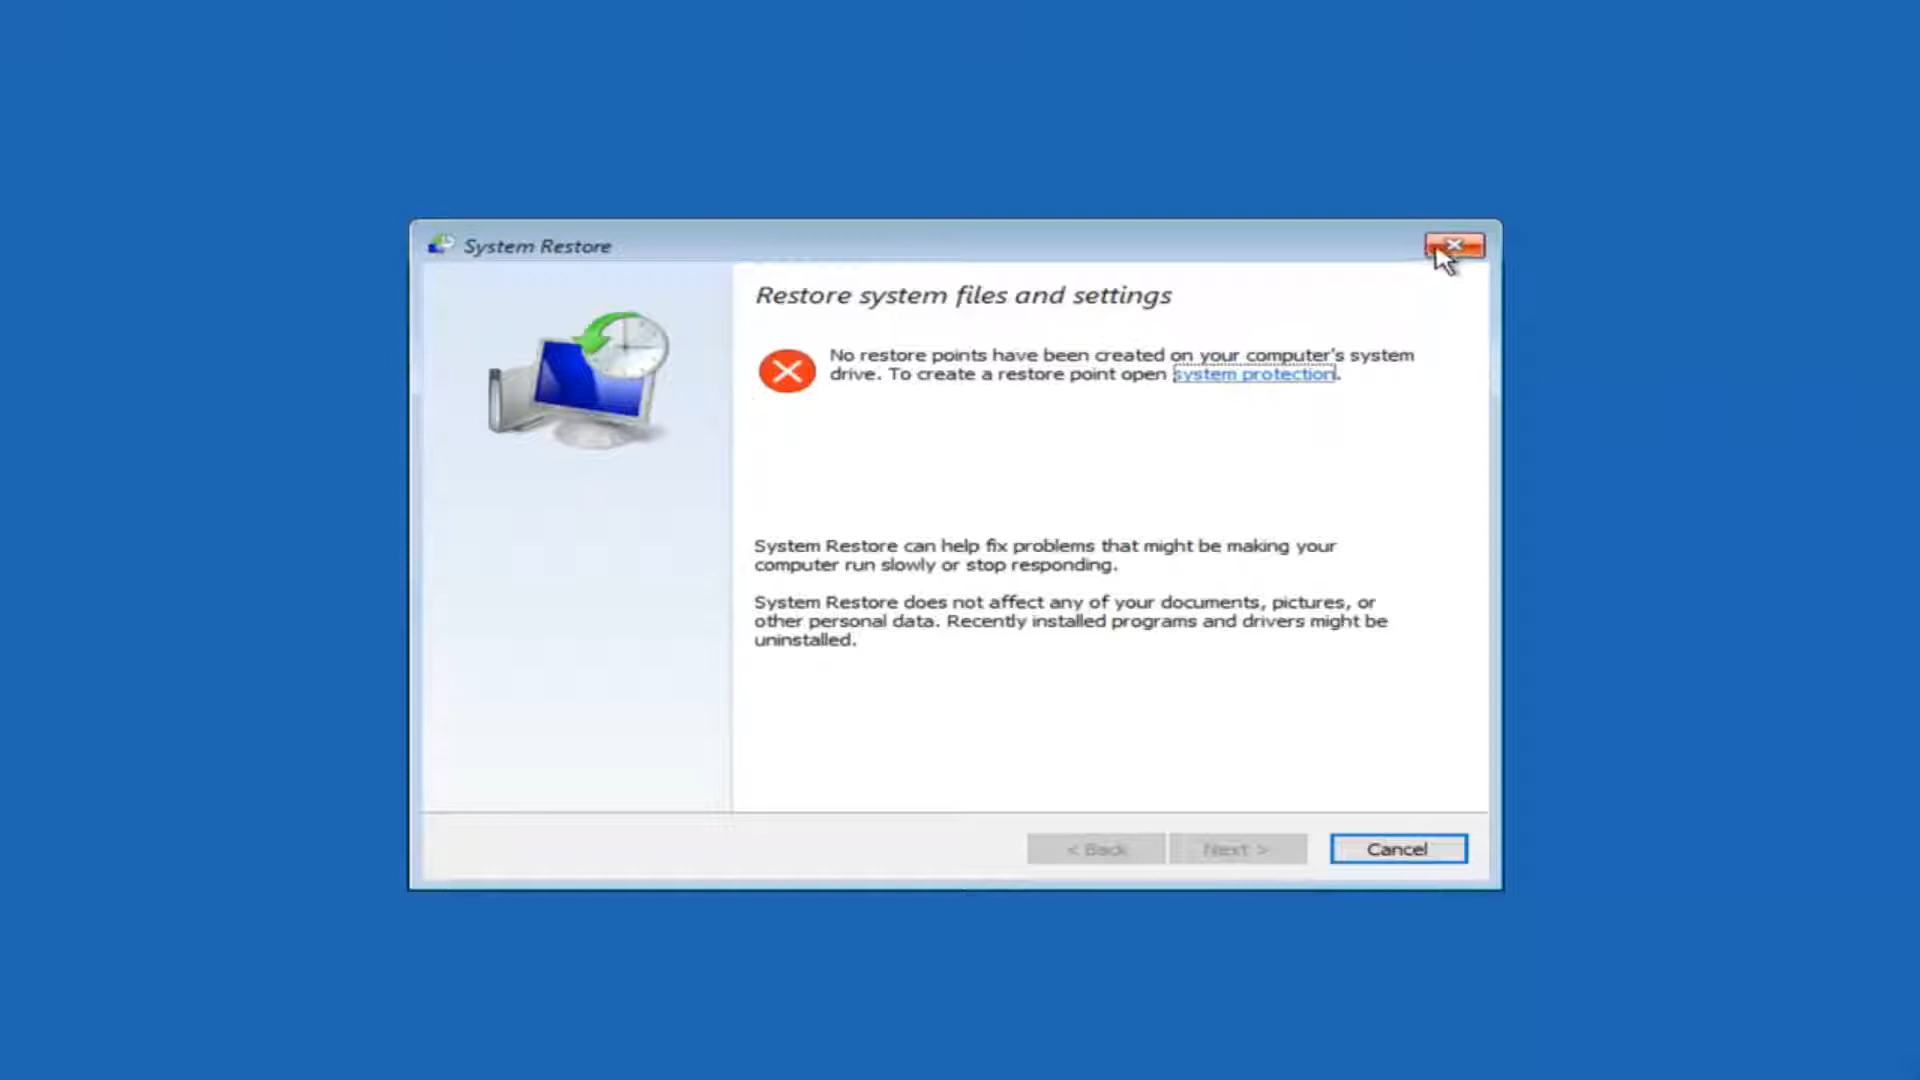 System Restore
Restore system files and settings
No restore points have been created on your computer's system
drive. To create a restore point open system protection.
System Restore can help fix problems that might be making your
computer run slowly or stop responding.
System Restore does not affect any of your documents, pictures, or
other personal data. Recently installed programs and drivers might be
uninstalled.
< Back
Next >
Cancel